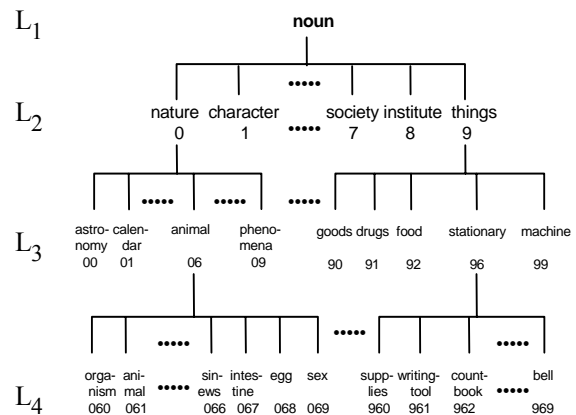 L1 noun
•••••
L2 nature character society institute things
0 1 ••••• 7 8 9
••••• ••••• •••••
L3 astro- calen- animal pheno- goods drugs food stationary machine
nomy dar mena
00 01 06 09 90 91 92 96 99
•••••
••••• •••••
L4 orga- ani- sin- intes- egg sex supp- writing- count- bell
nism mal ••••• ews tine lies tool book •••••
060 061 066 067 068 069 960 961 962 969